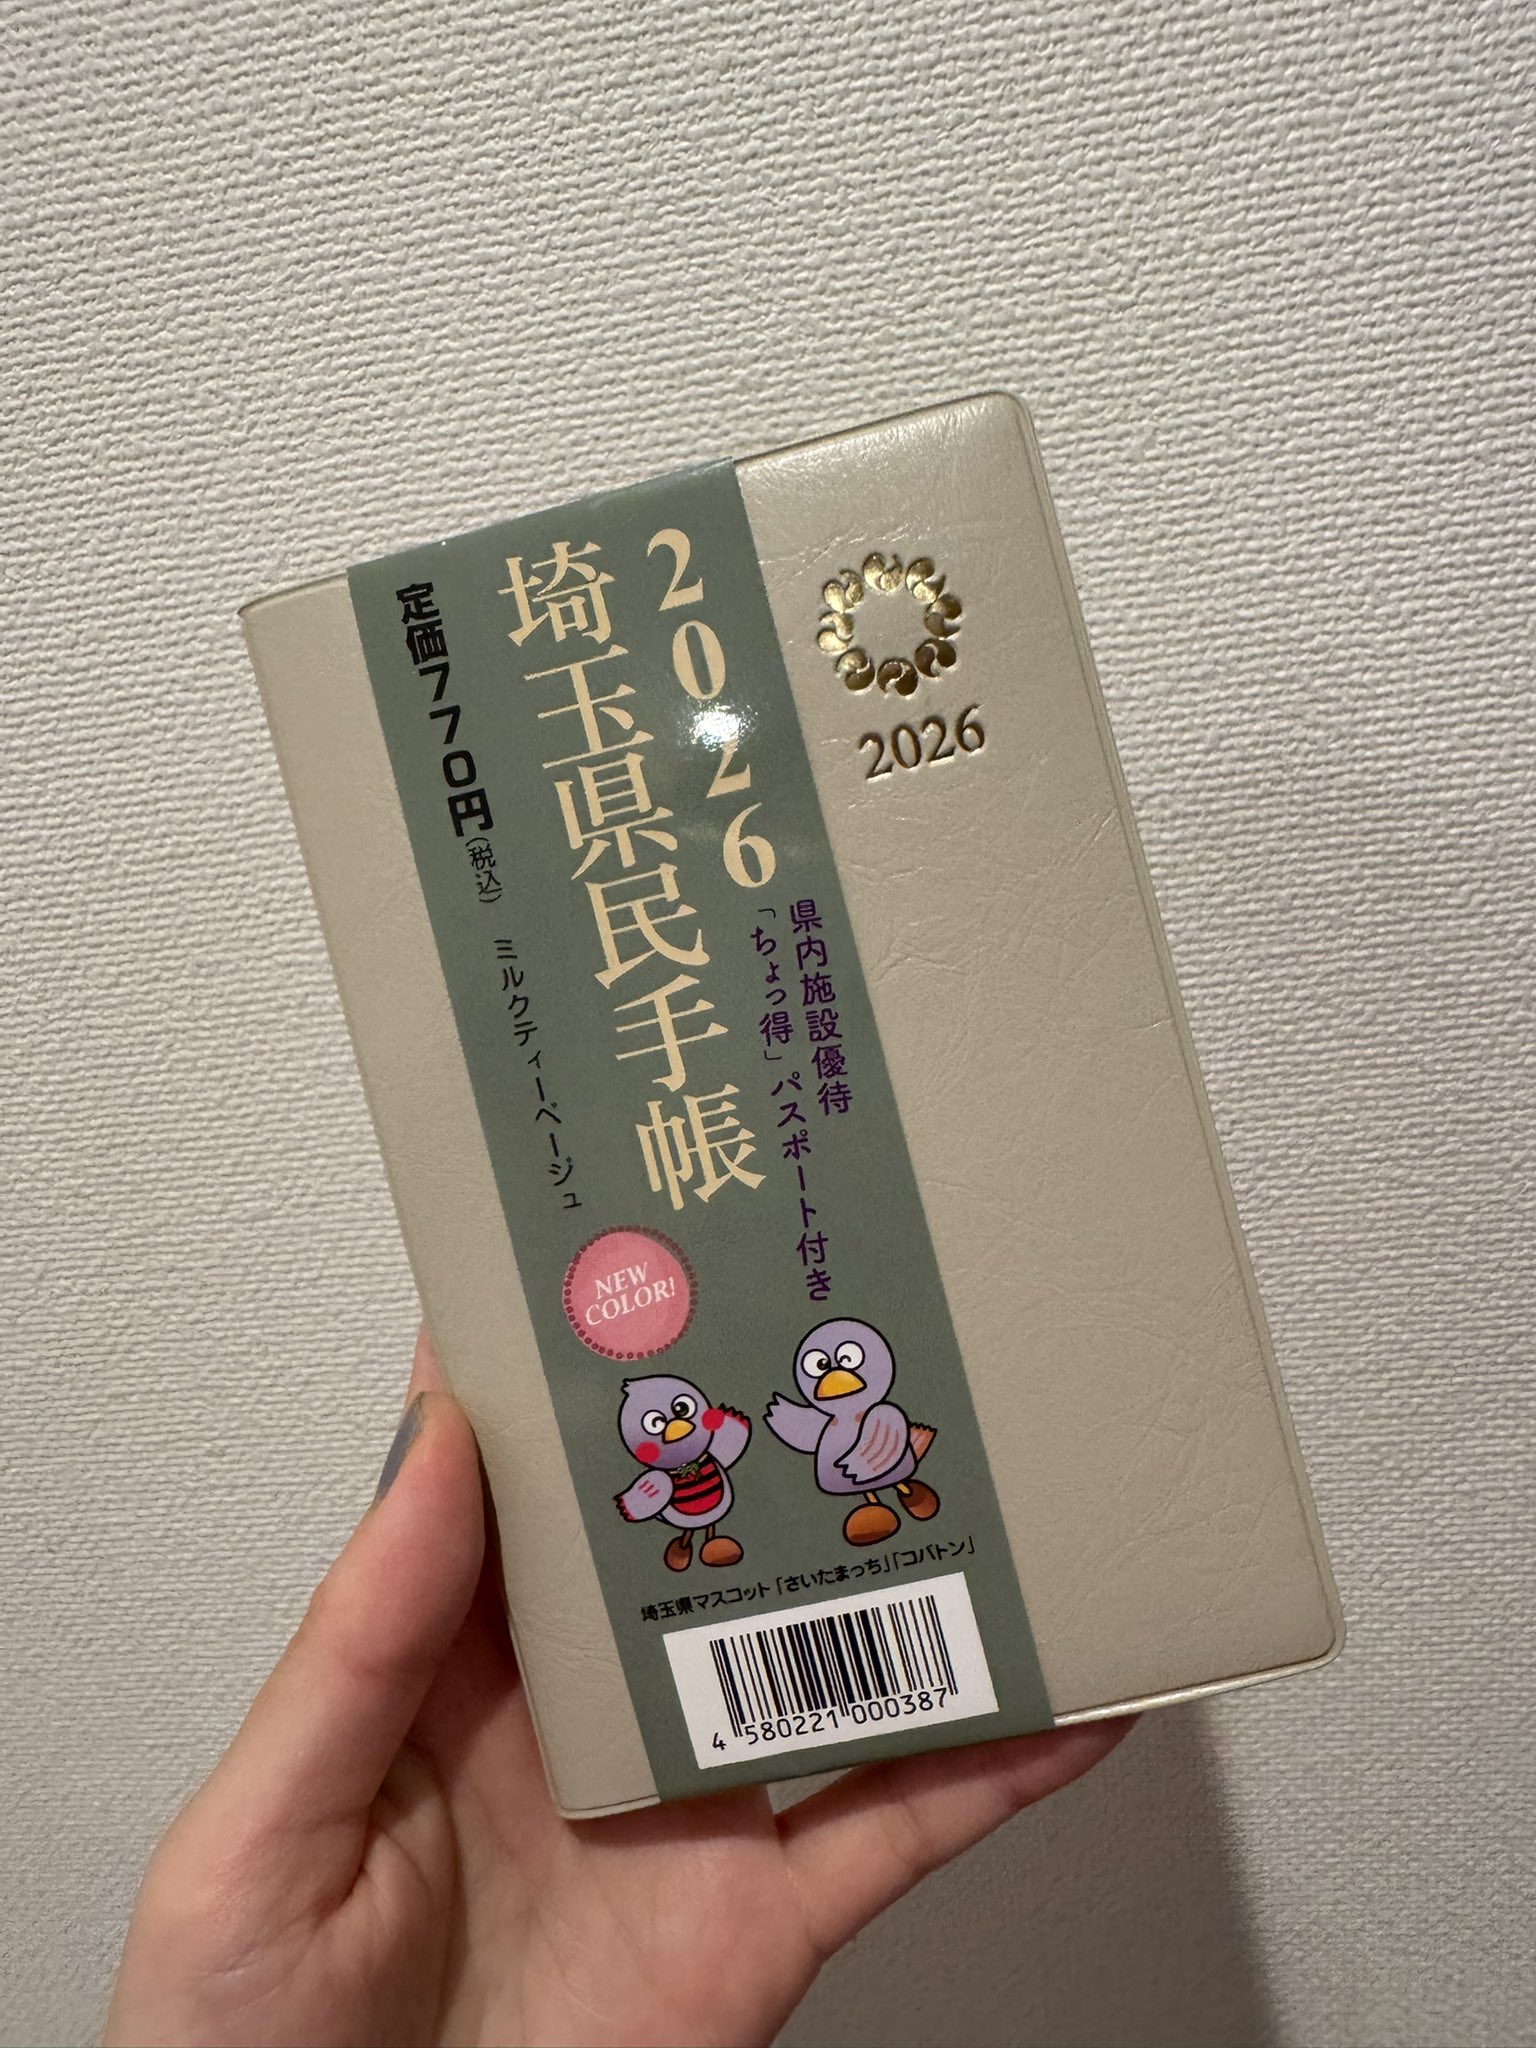 2026
2026
県内施設優待
「ちょっ得」パスポート付き
埼玉県民手帳
定価770円(税込) ミルクティーベージュ
NEW
COLOR!
埼玉県マスコット「さいたまっち」「コバトン」
4 580221 000387